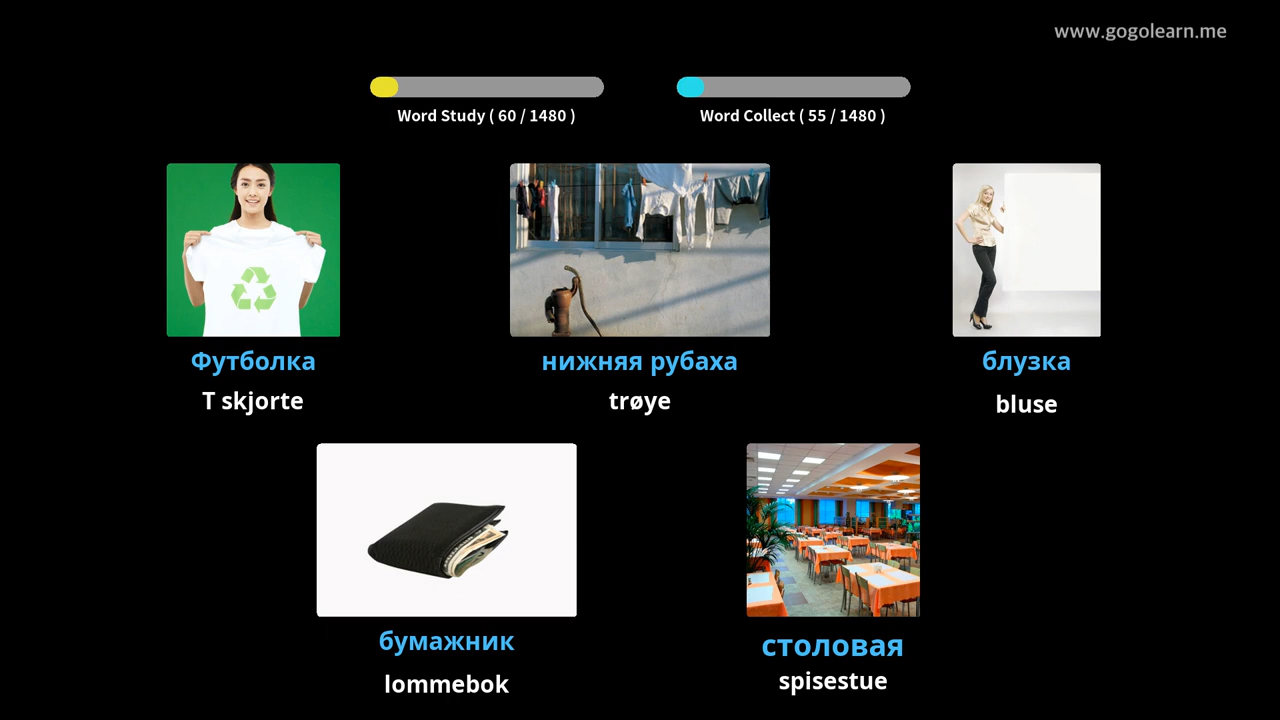 www.gogolearn.me
Word Study ( 60 / 1480 )
Word Collect ( 55 / 1480 )
Футболка
нижняя рубаха
блузка
T skjorte
trøye
bluse
бумажник
столовая
lommebok
spisestue